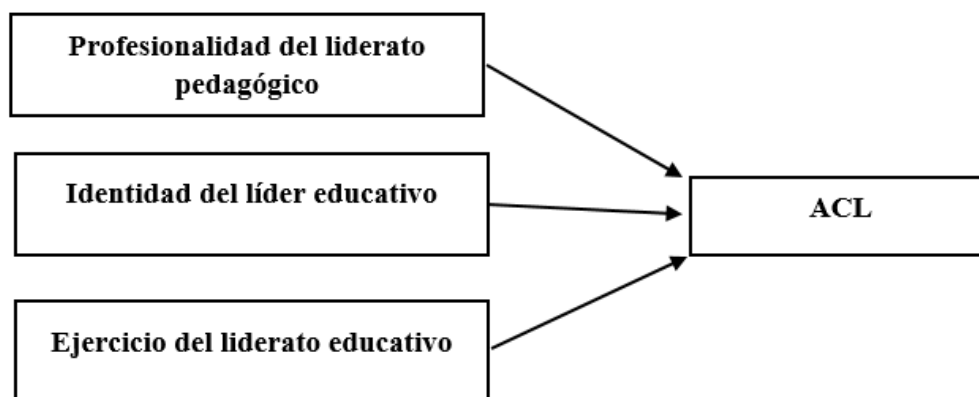 Profesionalidad del liderato
pedagógico
Identidad del líder educativo
ACL
Ejercicio del liderato educativo